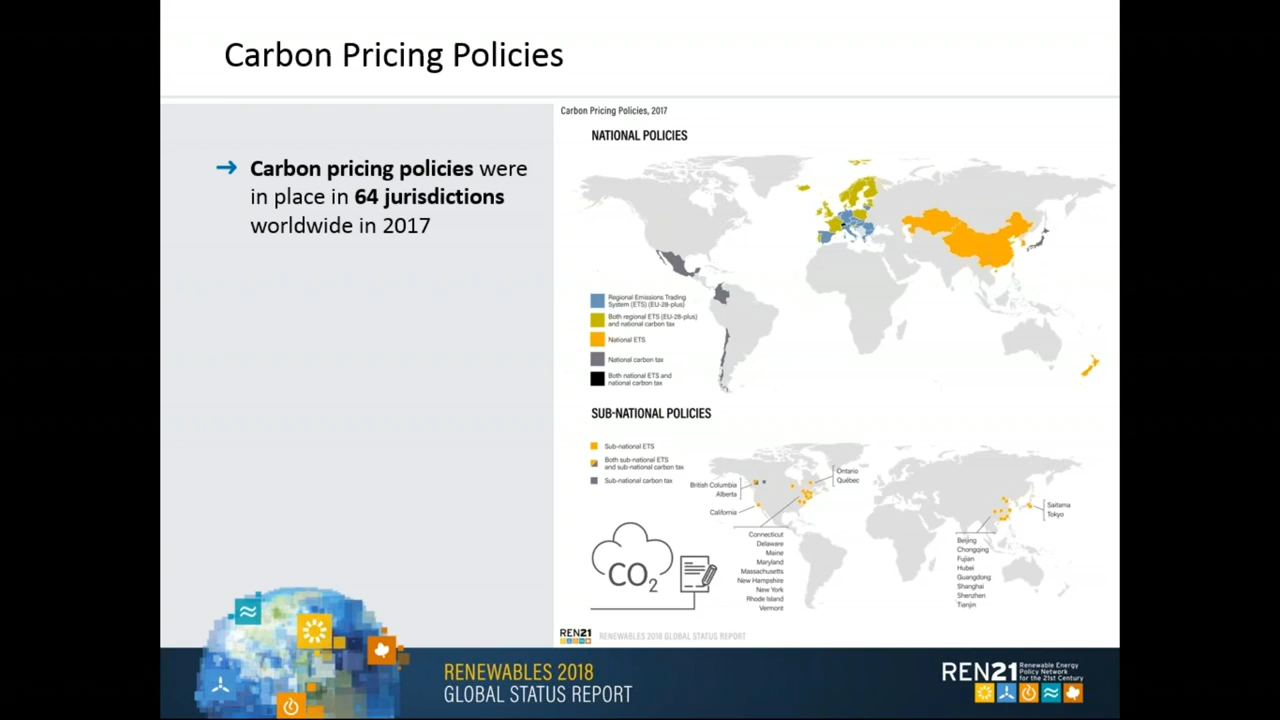 Carbon Pricing Policies
Carbon pricing policies were
in place in 64 jurisdictions
worldwide in 2017
Carbon Pricing Policies, 2017
NATIONAL POLICIES
Regional Emissions Trading
System (ETS) (EU-28-plus)
Both regional ETS (EU-28-plus)
and national carbon tax
National ETS
National carbon tax
Both national ETS and
national carbon tax
SUB-NATIONAL POLICIES
Sub-national ETS
Both sub-national ETS
and sub-national carbon tax
Sub-national carbon tax
British Columbia
Alberta
California
Ontario
Québec
Connecticut
Delaware
Maine
Maryland
Massachusetts
New Hampshire
New York
Rhode Island
Vermont
Saitama
Tokyo
Beijing
Chongqing
Fujian
Hubei
Guangdong
Shanghai
Shenzhen
Tianjin
CO2
REN21 RENEWABLES 2018 GLOBAL STATUS REPORT
RENEWABLES 2018
GLOBAL STATUS REPORT
REN21
Renewable Energy
Policy Network
for the 21st Century